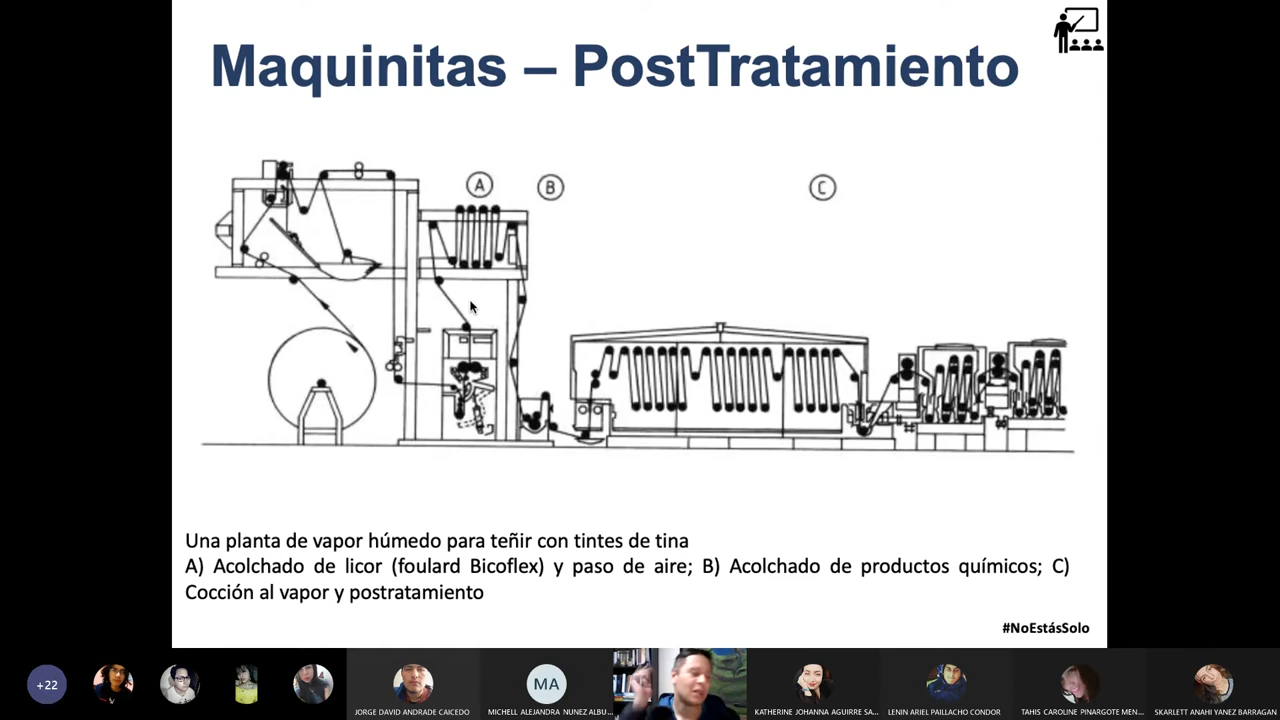 Maquinitas – PostTratamiento
A
B
C
Una planta de vapor húmedo para teñir con tintes de tina
A) Acolchado de licor (foulard Bicoflex) y paso de aire; B) Acolchado de productos químicos; C)
Cocción al vapor y postratamiento
#NoEstásSolo
+22
MA
JORGE DAVID ANDRADE CAICEDO
MICHELL ALEJANDRA NUNEZ ALBU...
KATHERINE JOHANNA AGUIRRE SA...
LENIN ARIEL PAILLACHO CONDOR
TAHIS CAROLINE PINARGOTE MEN...
SKARLETT ANAHI YANEZ BARRAGAN